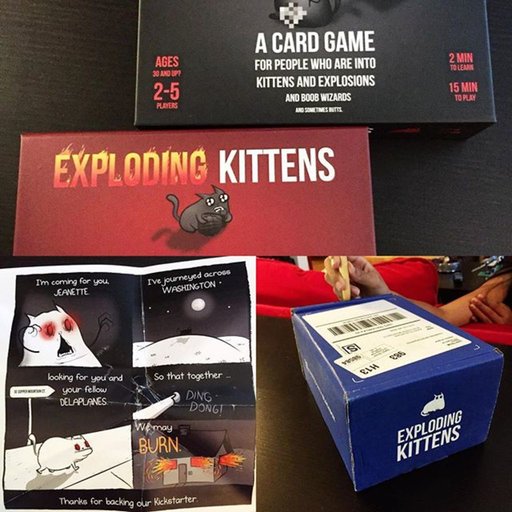 A CARD GAME
FOR PEOPLE WHO ARE INTO
KITTENS AND EXPLOSIONS
AND BOOB WIZARDS
AND SOMETIMES BUTTS.
AGES
30 AND UP?
2-5
PLAYERS
2 MIN
TO LEARN
15 MIN
TO PLAY
EXPLODING KITTENS
I'm coming for you,
JEANETTE.
I've journeyed across
WASHINGTON
looking for you and
your fellow
DELAPLANES.
So that together...
DING
DONG!
We may
BURN.
Thanks for backing our Kickstarter.
983
H13
EXPLODING
KITTENS